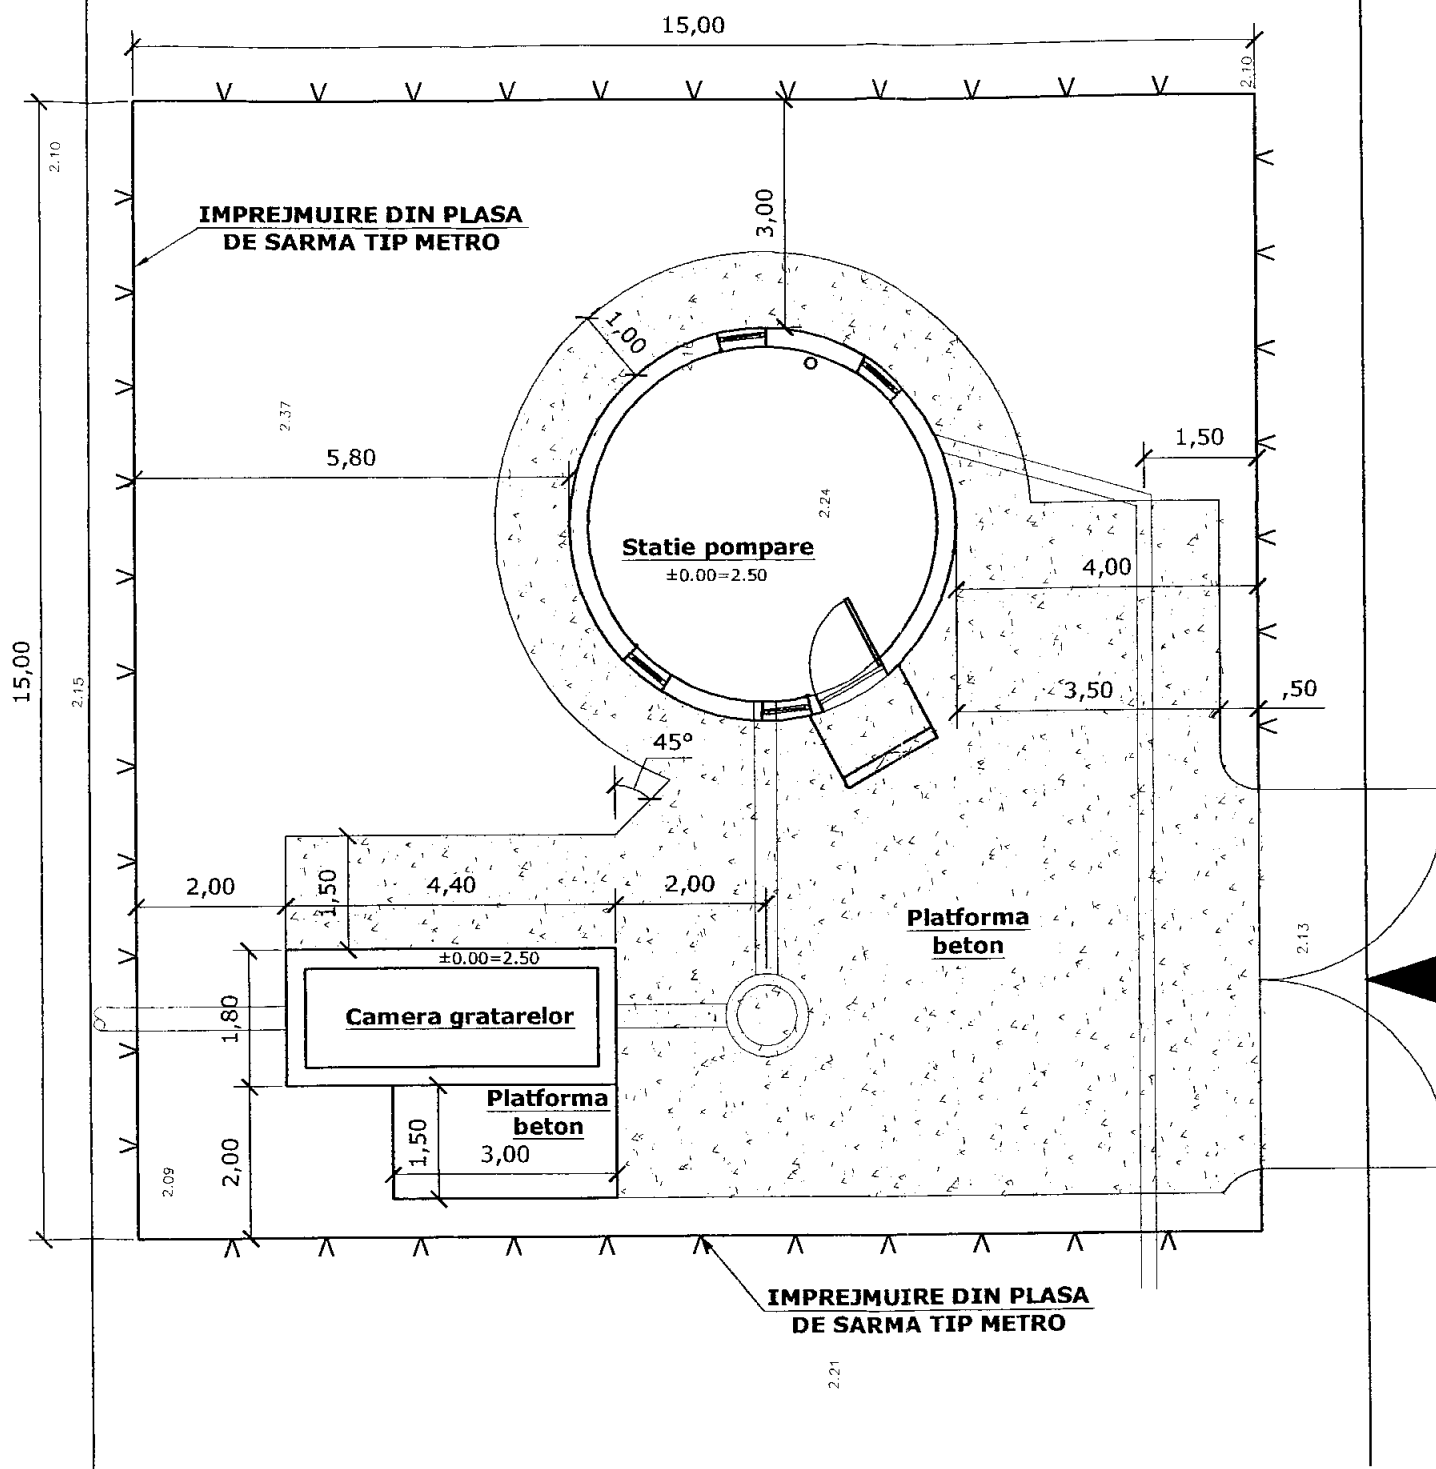 15,00
2.10
2.10
3,00
IMPREJMUIRE DIN PLASA
DE SARMA TIP METRO
1,00
2.37
5,80
1,50
2.24
Statie pompare
±0.00=2.50
4,00
15,00
2.15
3,50
,50
45°
2,00
1,50
4,40
2,00
Platforma
beton
2.13
±0.00=2.50
1,80
Camera gratarelor
Platforma
beton
1,50
3,00
2,00
2.09
IMPREJMUIRE DIN PLASA
DE SARMA TIP METRO
2.21